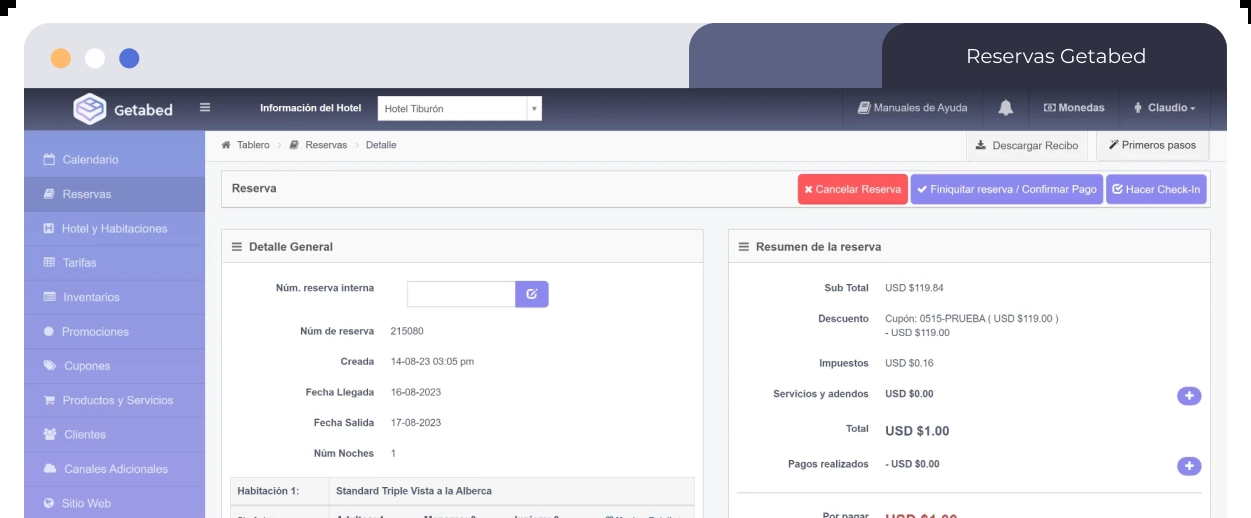 Reservas Getabed
Getabed
Información del Hotel
Hotel Tiburón
Manuales de Ayuda
Monedas
Claudio
Calendario
Reservas
Hotel y Habitaciones
Tarifas
Inventarios
Promociones
Cupones
Productos y Servicios
Clientes
Canales Adicionales
Sitio Web
Tablero > Reservas > Detalle
Descargar Recibo
Primeros pasos
Reserva
Cancelar Reserva
Finiquitar reserva / Confirmar Pago
Hacer Check-In
Detalle General
Núm. reserva interna
Núm de reserva 215080
Creada 14-08-23 03:05 pm
Fecha Llegada 16-08-2023
Fecha Salida 17-08-2023
Núm Noches 1
Habitación 1: Standard Triple Vista a la Alberca
Resumen de la reserva
Sub Total USD $119.84
Descuento Cupón: 0515-PRUEBA ( USD $119.00 )
- USD $119.00
Impuestos USD $0.16
Servicios y adendos USD $0.00
Total USD $1.00
Pagos realizados - USD $0.00
Por pagar USD $1.00